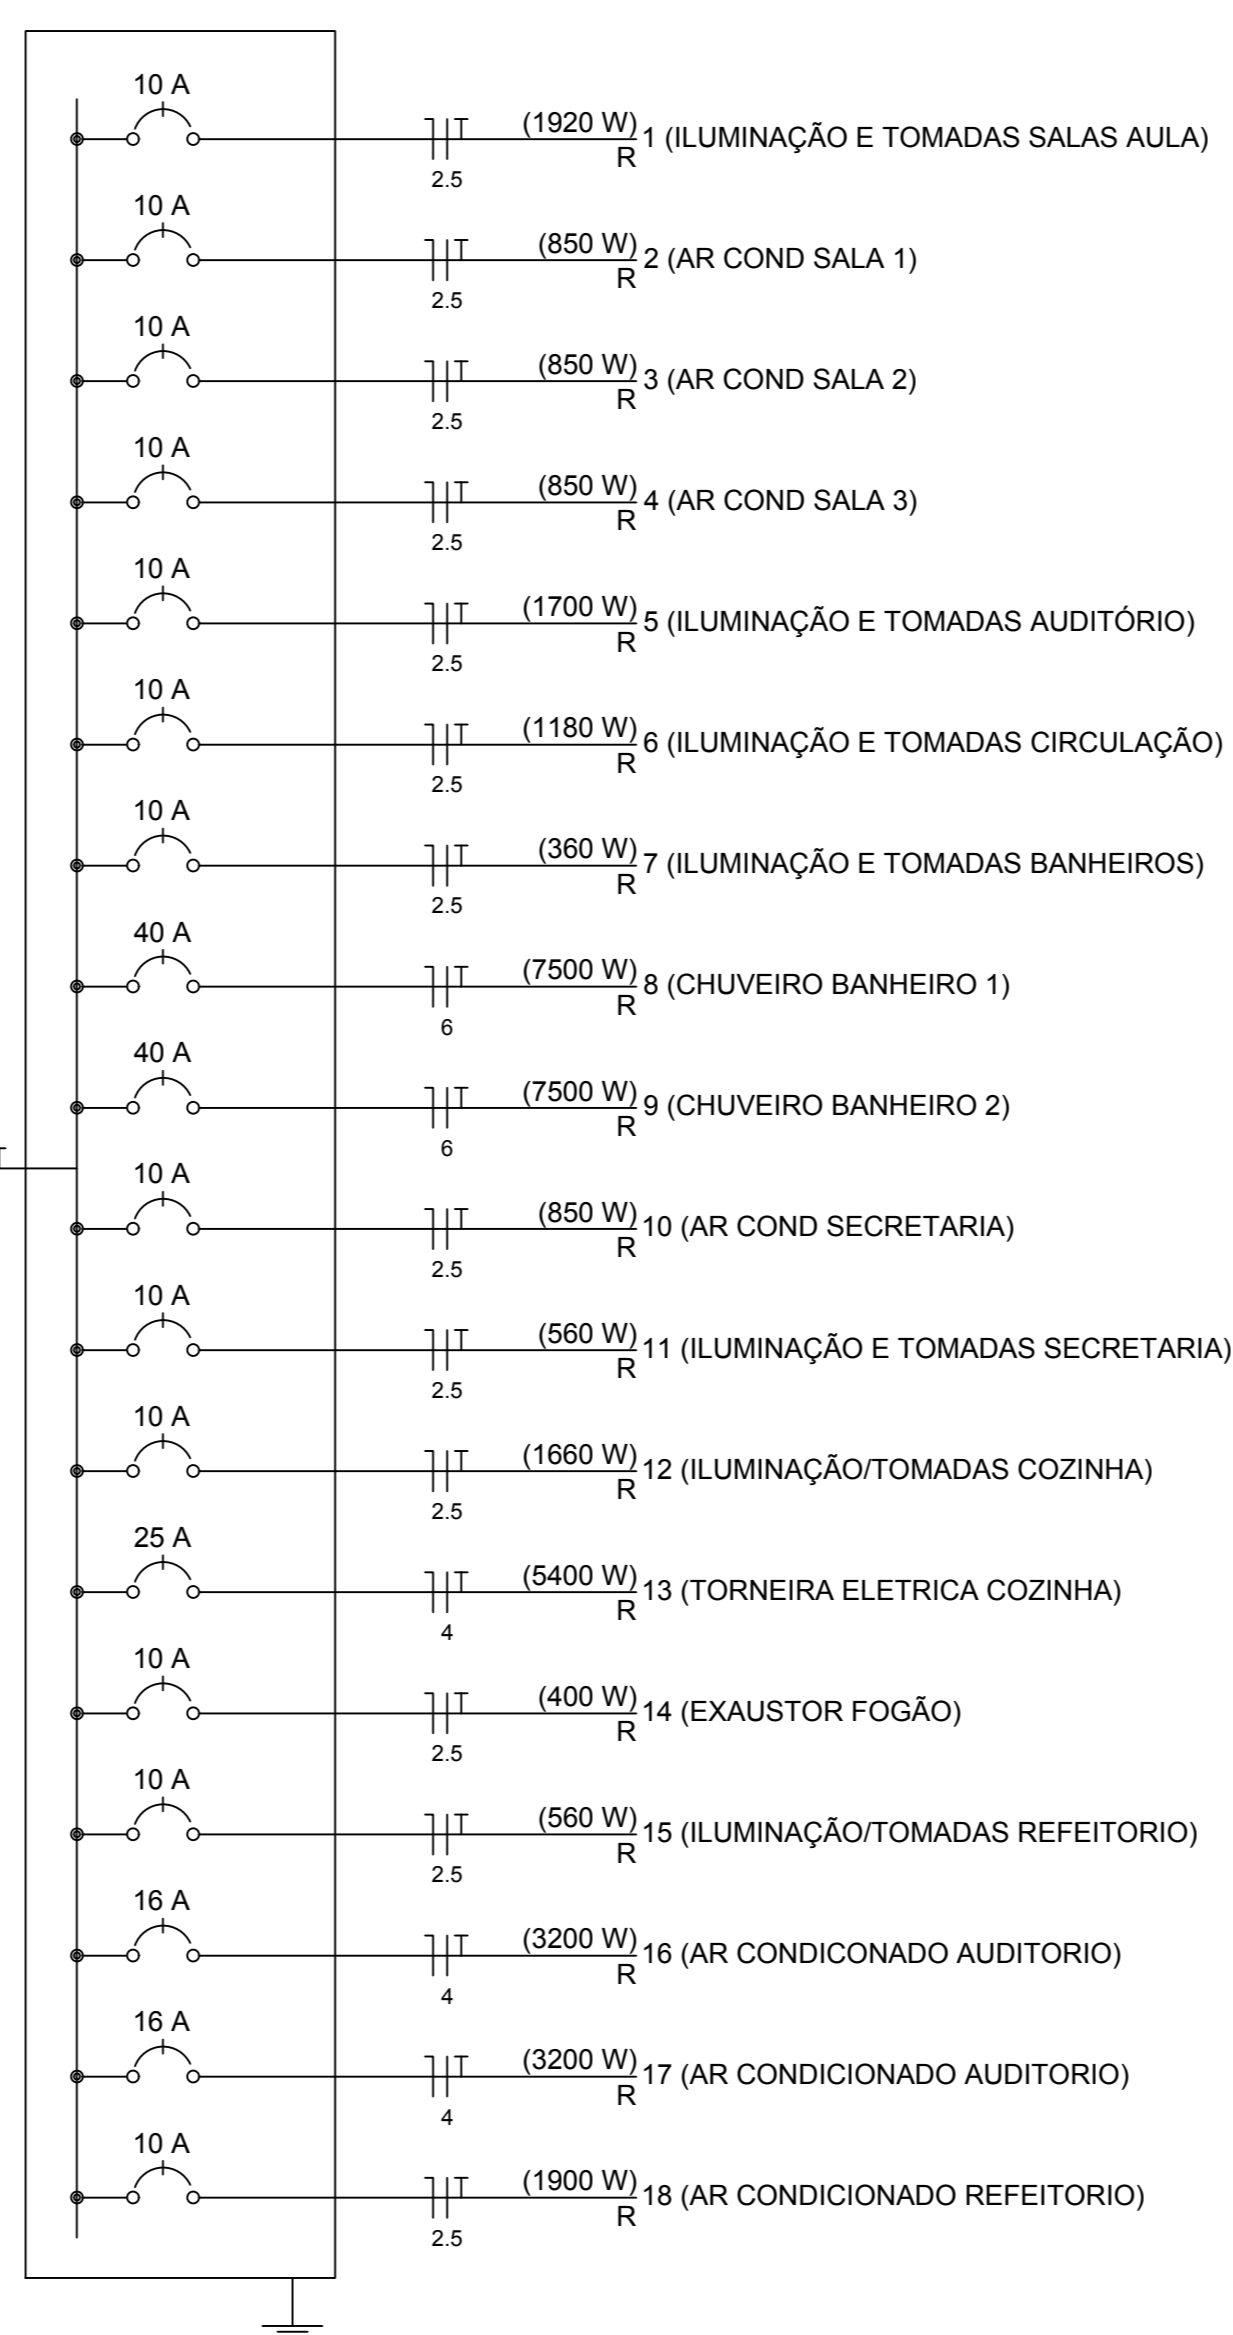 10 A
(1920 W) 1 (ILUMINAÇÃO E TOMADAS SALAS AULA)
T
R
2.5
10 A
(850 W) 2 (AR COND SALA 1)
T
R
2.5
10 A
(850 W) 3 (AR COND SALA 2)
T
R
2.5
10 A
(850 W) 4 (AR COND SALA 3)
T
R
2.5
10 A
(1700 W) 5 (ILUMINAÇÃO E TOMADAS AUDITÓRIO)
T
R
2.5
10 A
(1180 W) 6 (ILUMINAÇÃO E TOMADAS CIRCULAÇÃO)
T
R
2.5
10 A
(360 W) 7 (ILUMINAÇÃO E TOMADAS BANHEIROS)
T
R
2.5
40 A
(7500 W) 8 (CHUVEIRO BANHEIRO 1)
T
R
6
40 A
(7500 W) 9 (CHUVEIRO BANHEIRO 2)
T
R
6
10 A
(850 W) 10 (AR COND SECRETARIA)
T
R
2.5
10 A
(560 W) 11 (ILUMINAÇÃO E TOMADAS SECRETARIA)
T
R
2.5
10 A
(1660 W) 12 (ILUMINAÇÃO/TOMADAS COZINHA)
T
R
2.5
25 A
(5400 W) 13 (TORNEIRA ELETRICA COZINHA)
T
R
4
10 A
(400 W) 14 (EXAUSTOR FOGÃO)
T
R
2.5
10 A
(560 W) 15 (ILUMINAÇÃO/TOMADAS REFEITORIO)
T
R
2.5
16 A
(3200 W) 16 (AR CONDICONADO AUDITORIO)
T
R
4
16 A
(3200 W) 17 (AR CONDICIONADO AUDITORIO)
T
R
4
10 A
(1900 W) 18 (AR CONDICIONADO REFEITORIO)
T
R
2.5